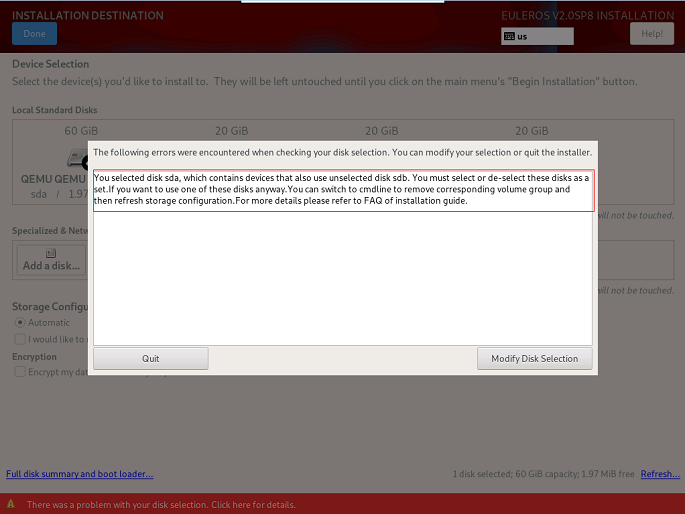 INSTALLATION DESTINATION
EULEROS V2.0SP8 INSTALLATION
Done
us
Help!
Device Selection
Select the device(s) you'd like to install to. They will be left untouched until you click on the main menu's "Begin Installation" button.
Local Standard Disks
60 GiB
20 GiB
20 GiB
20 GiB
The following errors were encountered when checking your disk selection. You can modify your selection or quit the installer.
QEMU QEMU
sda / 1.97
You selected disk sda, which contains devices that also use unselected disk sdb. You must select or de-select these disks as a
set.If you want to use one of these disks anyway.You can switch to cmdline to remove corresponding volume group and
then refresh storage configuration.For more details please refer to FAQ of installation guide.
will not be touched.
Specialized & Netw
Add a disk...
will not be touched.
Storage Configu
Automatic
I would like to
Encryption
Encrypt my dat
Quit
Modify Disk Selection
Full disk summary and boot loader...
1 disk selected; 60 GiB capacity; 1.97 MiB free
Refresh...
There was a problem with your disk selection. Click here for details.